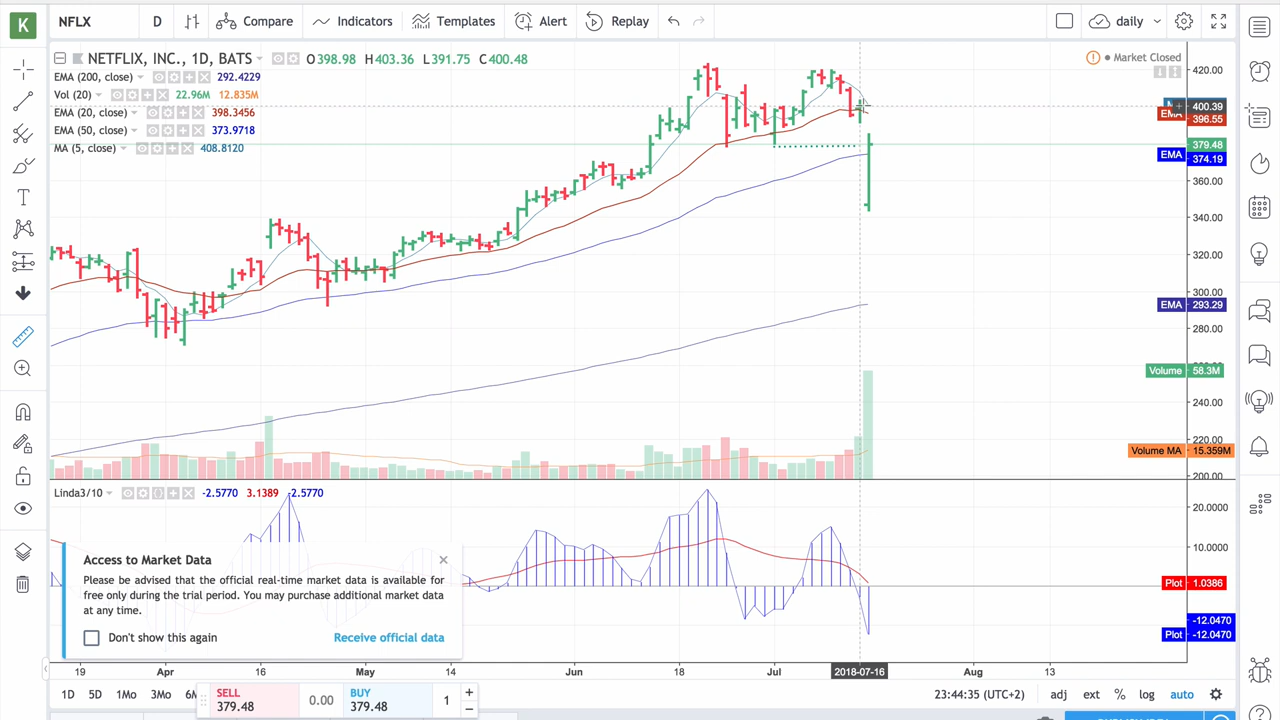 K
NFLX
D
Compare
Indicators
Templates
Alert
Replay
daily
NETFLIX, INC., 1D, BATS
O398.98 H403.36 L391.75 C400.48
Market Closed
EMA (200, close) 292.4229
Vol (20) 22.96M 12.835M
EMA (20, close) 398.3456
EMA (50, close) 373.9718
MA (5, close) 408.8120
420.00
400.39
EMA 396.55
379.48
EMA 374.19
360.00
340.00
320.00
300.00
EMA 293.29
280.00
Volume 58.3M
240.00
220.00
Volume MA 15.359M
200.00
Linda3/10 -2.5770 3.1389 -2.5770
20.0000
10.0000
Plot 1.0386
-12.0470
Plot -12.0470
Access to Market Data
Please be advised that the official real-time market data is available
for free only during the trial period. You may purchase additional market data
at any time.
Don't show this again
Receive official data
19 Apr 16 May 14 Jun 18 Jul 2018-07-16 Aug 13
1D 5D 1Mo 3Mo
SELL
379.48
0.00
BUY
379.48
1
23:44:35 (UTC+2)
adj ext % log auto